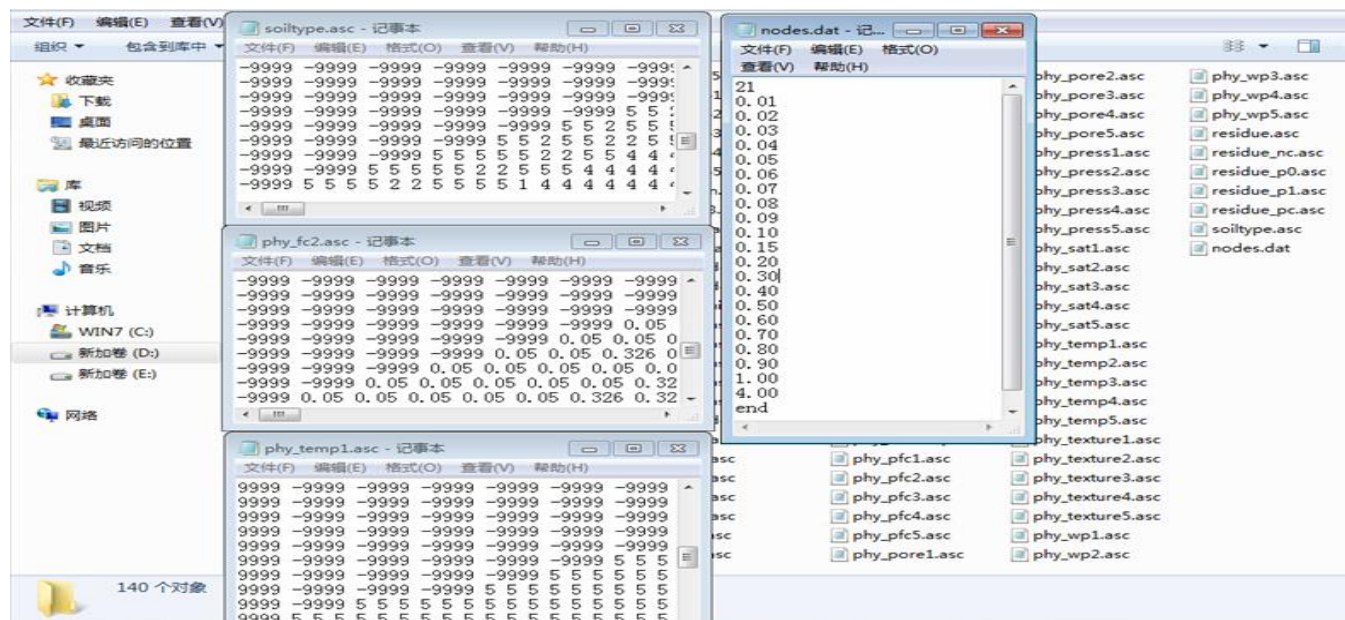 文件(F) 编辑(E) 查看(V)
组织 包含到库中
收藏夹
下载
桌面
最近访问的位置
库
视频
图片
文档
音乐
计算机
WIN7 (C:)
新加卷 (D:)
新加卷 (E:)
网络
140 个对象
soiltype.asc - 记事本
文件(F) 编辑(E) 格式(O) 查看(V) 帮助(H)
-9999 -9999 -9999 -9999 -9999 -9999
-9999 -9999 -9999 -9999 -9999 -9999
-9999 -9999 -9999 -9999 -9999 -9999
-9999 -9999 -9999 -9999 -9999 -9999 5 5
-9999 -9999 -9999 -9999 -9999 5 5 2 5 5
-9999 -9999 -9999 -9999 5 5 2 5 5 2 2 5
-9999 -9999 -9999 5 5 5 5 5 2 2 5 5 4 4
-9999 -9999 5 5 5 5 5 2 2 5 5 5 4 4 4 4
-9999 5 5 5 5 2 2 5 5 5 5 1 4 4 4 4 4 4
phy_fc2.asc - 记事本
文件(F) 编辑(E) 格式(O) 查看(V) 帮助(H)
-9999 -9999 -9999 -9999 -9999 -9999 -9999
-9999 -9999 -9999 -9999 -9999 -9999 -9999
-9999 -9999 -9999 -9999 -9999 -9999 -9999
-9999 -9999 -9999 -9999 -9999 -9999 0.05
-9999 -9999 -9999 -9999 -9999 0.05 0.05 0
-9999 -9999 -9999 -9999 0.05 0.05 0.326 0
-9999 -9999 -9999 0.05 0.05 0.05 0.05 0.0
-9999 -9999 0.05 0.05 0.05 0.05 0.05 0.32
-9999 0.05 0.05 0.05 0.05 0.05 0.326 0.32
phy_temp1.asc - 记事本
文件(F) 编辑(E) 格式(O) 查看(V) 帮助(H)
9999 -9999 -9999 -9999 -9999 -9999 -9999
9999 -9999 -9999 -9999 -9999 -9999 -9999
9999 -9999 -9999 -9999 -9999 -9999 -9999
9999 -9999 -9999 -9999 -9999 -9999 -9999
9999 -9999 -9999 -9999 -9999 -9999 -9999
9999 -9999 -9999 -9999 -9999 -9999 5 5 5
9999 -9999 -9999 -9999 -9999 5 5 5 5 5 5
9999 -9999 -9999 -9999 5 5 5 5 5 5 5 5
9999 -9999 5 5 5 5 5 5 5 5 5 5 5 5 5
nodes.dat - 记...
文件(F) 编辑(E) 格式(O)
查看(V) 帮助(H)
21
0.01
0.02
0.03
0.04
0.05
0.06
0.07
0.08
0.09
0.10
0.15
0.20
0.30
0.40
0.50
0.60
0.70
0.80
0.90
1.00
4.00
end
phy_pfc1.asc
phy_pfc2.asc
phy_pfc3.asc
phy_pfc4.asc
phy_pfc5.asc
phy_pore1.asc
phy_pore2.asc
phy_pore3.asc
phy_pore4.asc
phy_pore5.asc
phy_press1.asc
phy_press2.asc
phy_press3.asc
phy_press4.asc
phy_press5.asc
phy_sat1.asc
phy_sat2.asc
phy_sat3.asc
phy_sat4.asc
phy_sat5.asc
phy_temp1.asc
phy_temp2.asc
phy_temp3.asc
phy_temp4.asc
phy_temp5.asc
phy_texture1.asc
phy_texture2.asc
phy_texture3.asc
phy_texture4.asc
phy_texture5.asc
phy_wp1.asc
phy_wp2.asc
phy_wp3.asc
phy_wp4.asc
phy_wp5.asc
residue.asc
residue_nc.asc
residue_p0.asc
residue_p1.asc
residue_pc.asc
soiltype.asc
nodes.dat